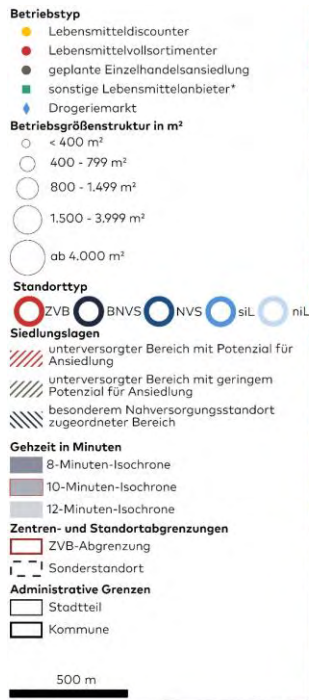 Betriebstyp
Lebensmitteldiscounter
Lebensmittelvollsortimenter
geplante Einzelhandelsansiedlung
sonstige Lebensmittelanbieter*
Drogeriemarkt
Betriebsgrößenstruktur in m²
< 400 m²
400 - 799 m²
800 - 1.499 m²
1.500 - 3.999 m²
ab 4.000 m²
Standorttyp
ZVB BNVS NVS siL niL
Siedlungslagen
unterversorgter Bereich mit Potenzial für
Ansiedlung
unterversorgter Bereich mit geringem
Potenzial für Ansiedlung
besonderem Nahversorgungsstandort
zugeordneter Bereich
Gehzeit in Minuten
8-Minuten-Isochrone
10-Minuten-Isochrone
12-Minuten-Isochrone
Zentren- und Standortabgrenzungen
ZVB-Abgrenzung
Sonderstandort
Administrative Grenzen
Stadtteil
Kommune
500 m